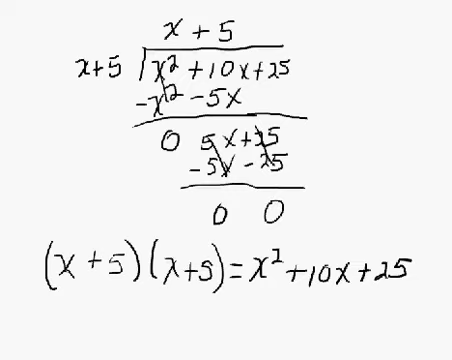 x + 5
x+5 x² +10x+25
-x² -5x
0 5x+25
-5x -25
0 0
(x +5)(x+5)=x²+10x+25